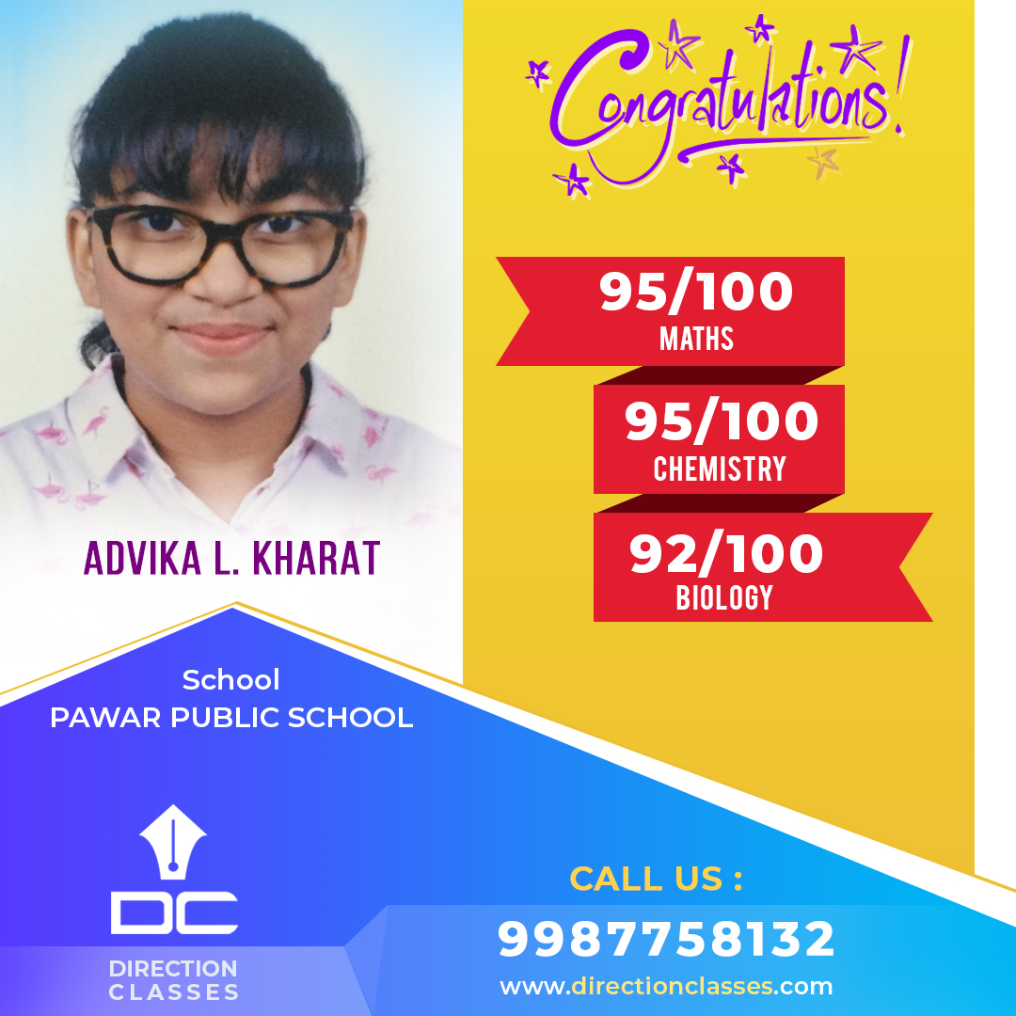 Congratulations!
95/100
MATHS
95/100
CHEMISTRY
92/100
BIOLOGY
ADVIKA L. KHARAT
School
PAWAR PUBLIC SCHOOL
DC
DIRECTION
CLASSES
CALL US :
9987758132
www.directionclasses.com